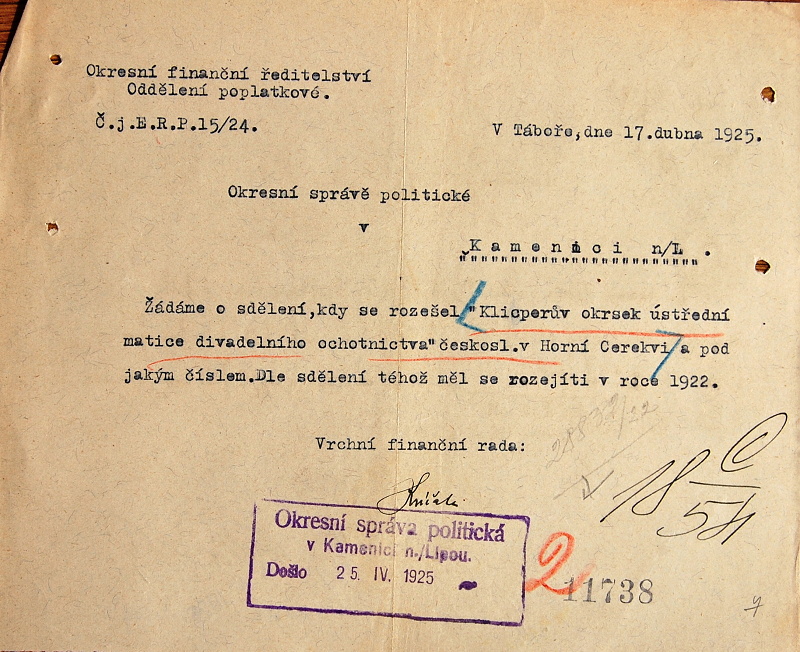 Okresní finanční ředitelství
Oddělení poplatkové.
Č.j.E.R.P.15/24.
V Táboře,dne 17.dubna 1925.
Okresní správě politické
v
Kamenici n/L.
Žádáme o sdělení,kdy se rozešel "Klicperův okrsek ústřední
matice divadelního ochotnictva"českosl.v Horní Cerekvi a pod
jakým číslem.Dle sdělení téhož měl se rozejíti v roce 1922.
28837/22
Vrchní finanční rada:
18
Okresní správa politická
v Kamenici n./Lipou.
Došlo 25. IV. 1925
2
11738